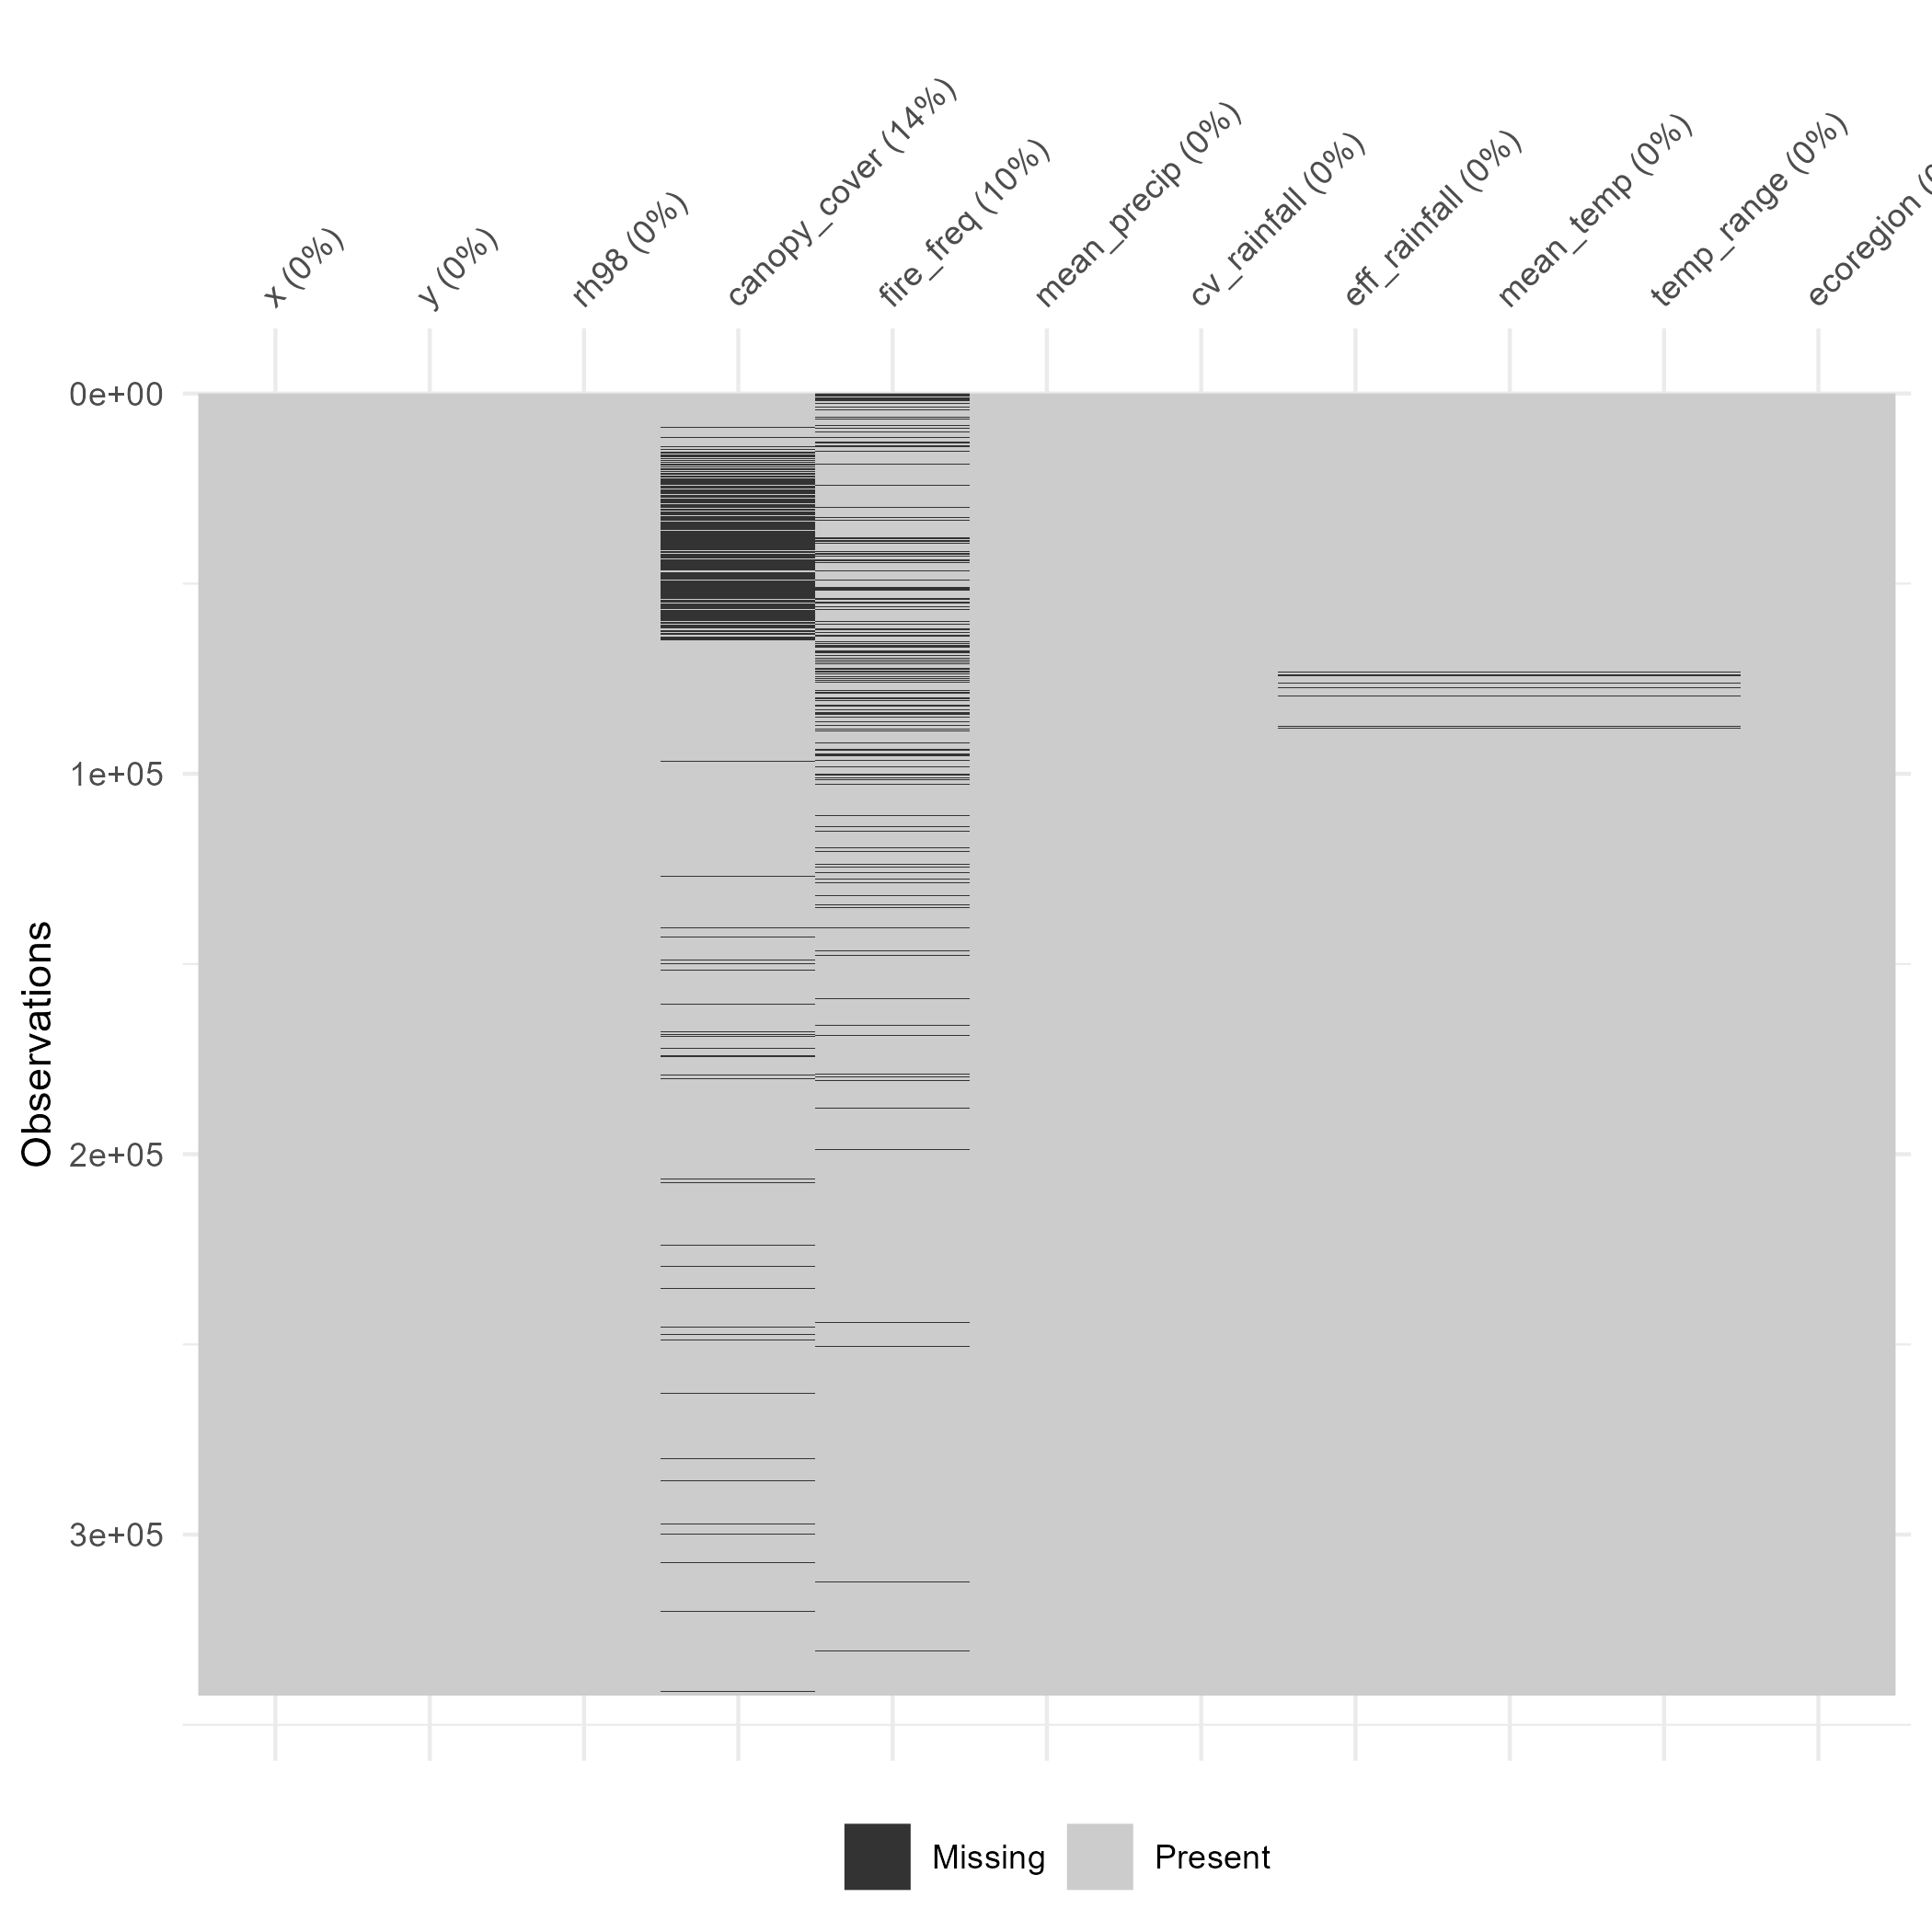 x (0%)
y (0%)
rh98 (0%)
canopy_cover (14%)
fire_freq (10%)
mean_precip (0%)
cv_rainfall (0%)
eff_rainfall (0%)
mean_temp (0%)
temp_range (0%)
ecoregion
0e+00
1e+05
2e+05
3e+05
Observations
Missing
Present